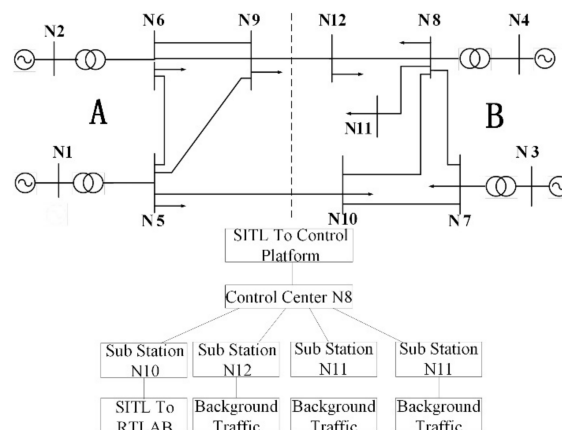 N2
N6
N9
N12
N8
N4
A
N11
B
N1
N3
N5
N10
N7
SITL To Control
Platform
Control Center N8
Sub Station
N10
Sub Station
N12
Sub Station
N11
Sub Station
N11
SITL To
RTLAB
Background
Traffic
Background
Traffic
Background
Traffic